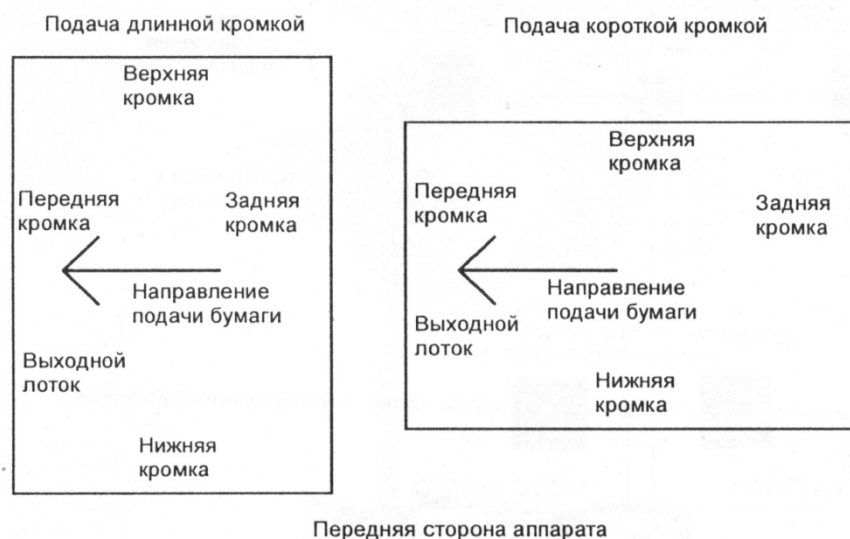 Подача длинной кромкой
Верхняя
кромка
Передняя
кромка
Задняя
кромка
Направление
подачи бумаги
Выходной
лоток
Нижняя
кромка
Подача короткой кромкой
Верхняя
кромка
Передняя
кромка
Задняя
кромка
Направление
подачи бумаги
Выходной
лоток
Нижняя
кромка
Передняя сторона аппарата